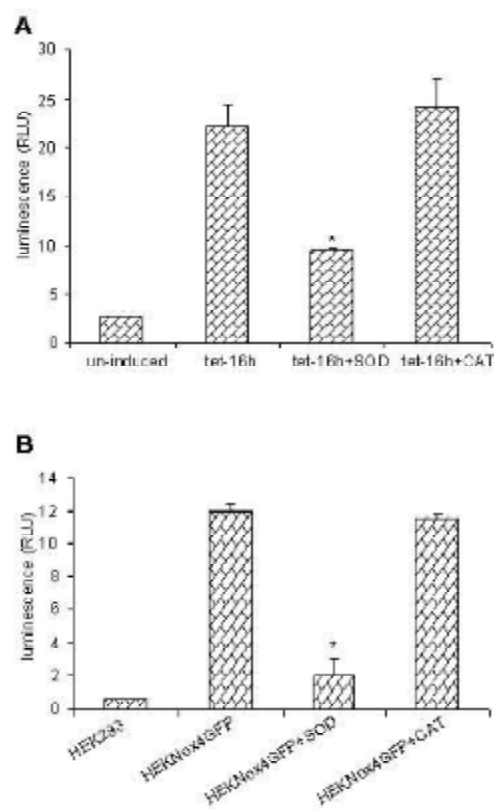 A
30
25
20
15
10
5
0
luminescence (RLU)
*
un-induced tet-16h tet-16h+SOD tet-16h+CAT
B
14
12
10
8
6
4
2
0
luminescence (RLU)
HEK293 HEKNox4GFP HEKNox4GFP+SOD HEKNox4GFP+CAT